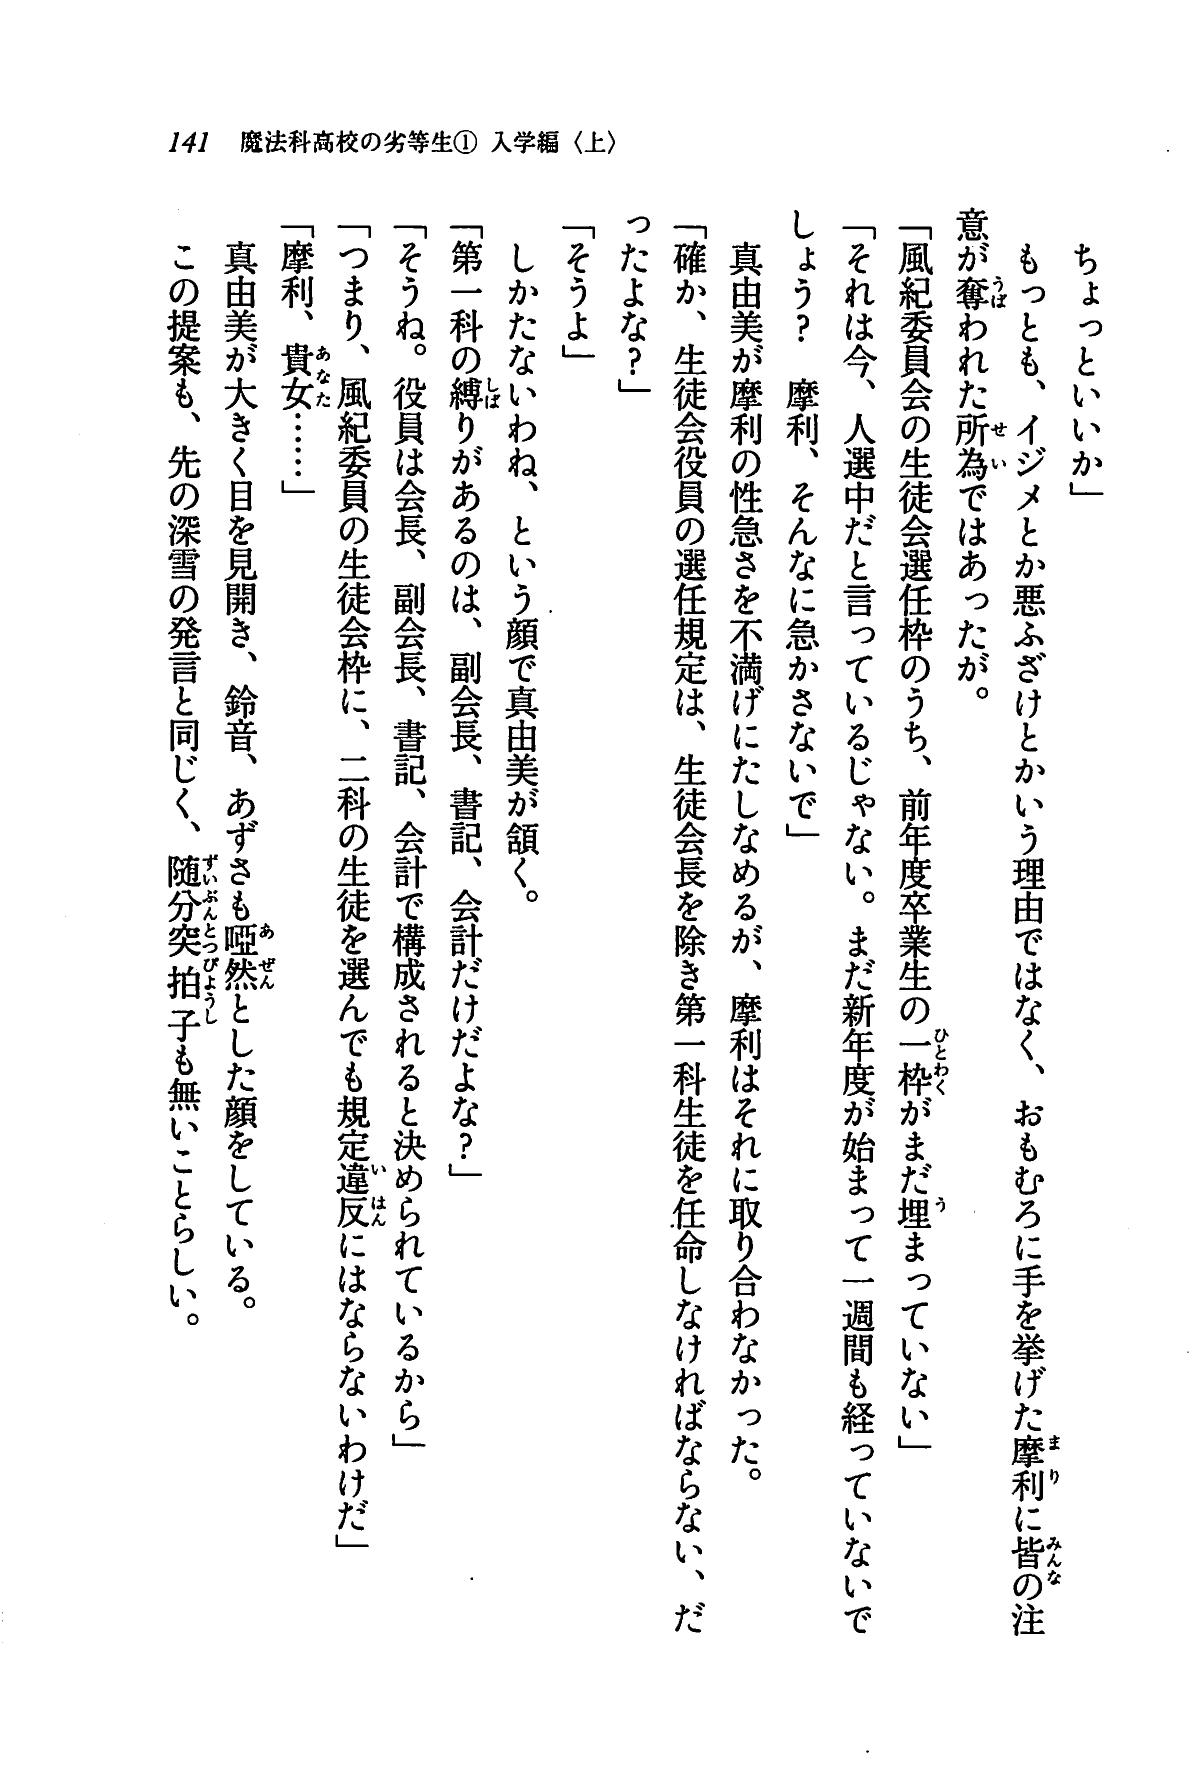 141 魔法科高校の劣等生① 入学編〈上〉
ちょっといいか」
もっとも、イジメとか悪ふざけとかいう理由ではなく、おもむろに手を挙げた摩利に皆の注
意が奪われた所為ではあったが。
「風紀委員会の生徒会選任枠のうち、前年度卒業生の一枠がまだ埋まっていない」
「それは今、人選中だと言っているじゃない。まだ新年度が始まって一週間も経っていないで
しょう? 摩利、そんなに急かさないで」
真由美が摩利の性急さを不満げにたしなめるが、摩利はそれに取り合わなかった。
「確か、生徒会役員の選任規定は、生徒会長を除き第一科生徒を任命しなければならない、だ
ったよな?」
「そうよ」
しかたないわね、という顔で真由美が頷く。
「第一科の縛りがあるのは、副会長、書記、会計だけだよな?」
「そうね。役員は会長、副会長、書記、会計で構成されると決められているから」
「つまり、風紀委員の生徒会枠に、二科の生徒を選んでも規定違反にはならないわけだ」
「摩利、貴女……」
真由美が大きく目を見開き、鈴音、あずさも啞然とした顔をしている。
この提案も、先の深雪の発言と同じく、随分突拍子も無いことらしい。